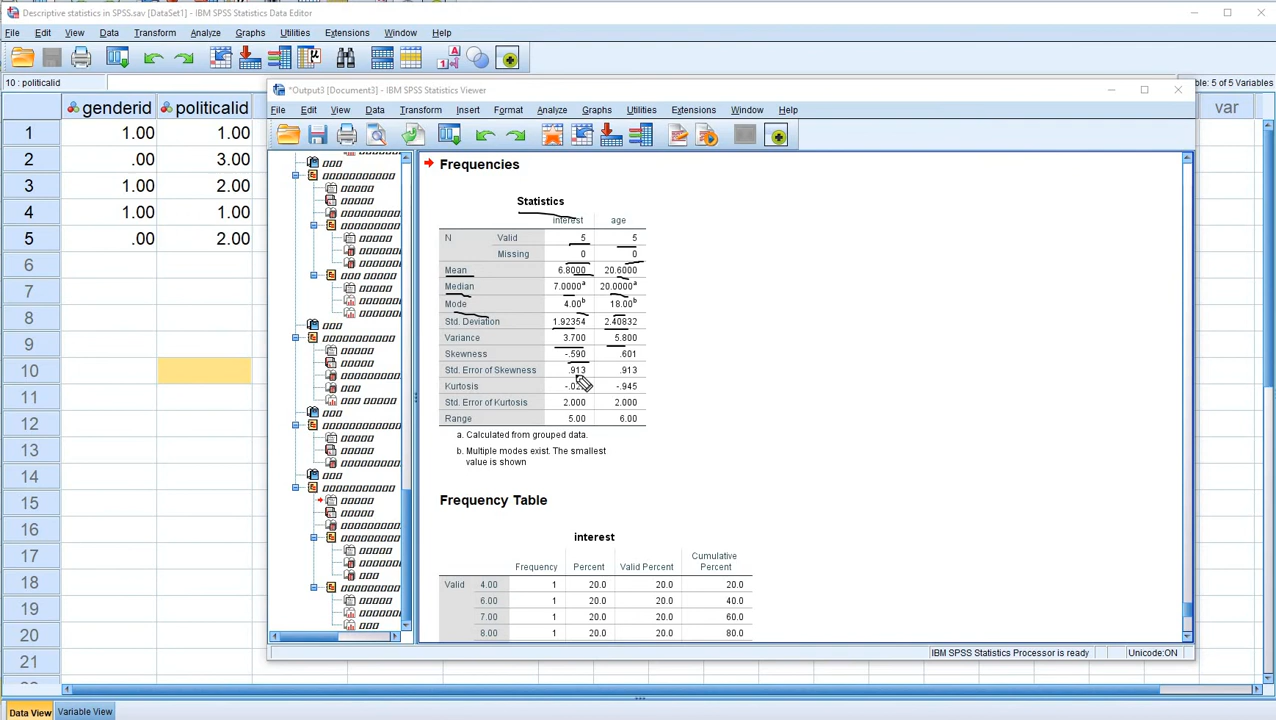 Descriptive statistics in SPSS.sav [DataSet1] - IBM SPSS Statistics Data Editor
File Edit View Data Transform Analyze Graphs Utilities Extensions Window Help
10 : politicalid
: 5 of 5 Variables
genderid politicalid var
1 1.00 1.00
2 .00 3.00
3 1.00 2.00
4 1.00 1.00
5 .00 2.00
6
7
8
9
10
11
12
13
14
15
16
17
18
19
20
21
Data View Variable View
*Output3 [Document3] - IBM SPSS Statistics Viewer
File Edit View Data Transform Insert Format Analyze Graphs Utilities Extensions Window Help
Frequencies
Statistics
interest age
N Valid 5 5
Missing 0 0
Mean 6.8000 20.6000
Median 7.0000a 20.0000a
Mode 4.00b 18.00b
Std. Deviation 1.92354 2.40832
Variance 3.700 5.800
Skewness -.590 .601
Std. Error of Skewness .913 .913
Kurtosis -.945
Std. Error of Kurtosis 2.000 2.000
Range 5.00 6.00
a. Calculated from grouped data.
b. Multiple modes exist. The smallest
value is shown
Frequency Table
interest
Frequency Percent Valid Percent Cumulative
Percent
Valid 4.00 1 20.0 20.0 20.0
6.00 1 20.0 20.0 40.0
7.00 1 20.0 20.0 60.0
8.00 1 20.0 20.0 80.0
IBM SPSS Statistics Processor is ready Unicode:ON